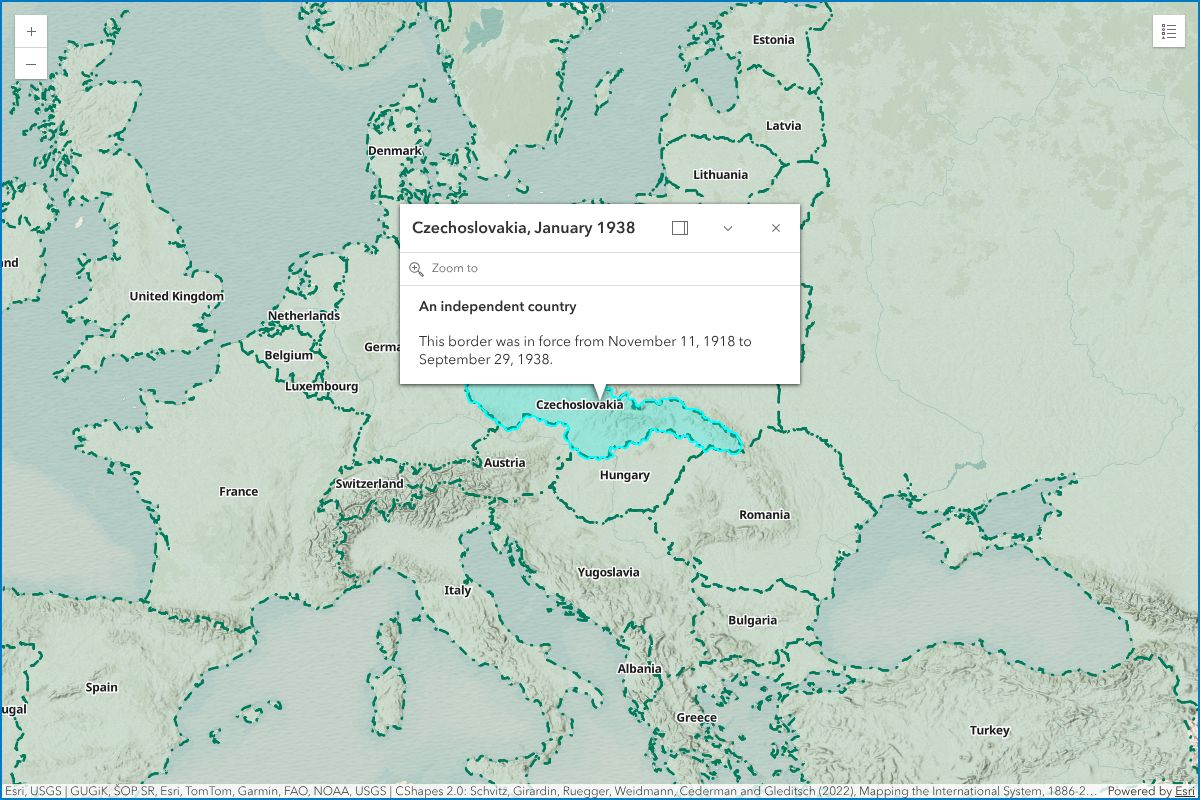 +
−
Estonia
Latvia
Denmark
Lithuania
Czechoslovakia, January 1938
nd
Zoom to
United Kingdom
An independent country
Netherlands
This border was in force from November 11, 1918 to
September 29, 1938.
Germa
Belgium
Luxembourg
Czechoslovakia
Austria
Hungary
Switzerland
France
Romania
Yugoslavia
Italy
Bulgaria
Albania
Spain
ugal
Greece
Turkey
Esri, USGS | GUGiK, ŠOP SR, Esri, TomTom, Garmin, FAO, NOAA, USGS | CShapes 2.0: Schvitz, Girardin, Ruegger, Weidmann, Cederman and Gleditsch (2022), Mapping the International System, 1886-2... Powered by Esri